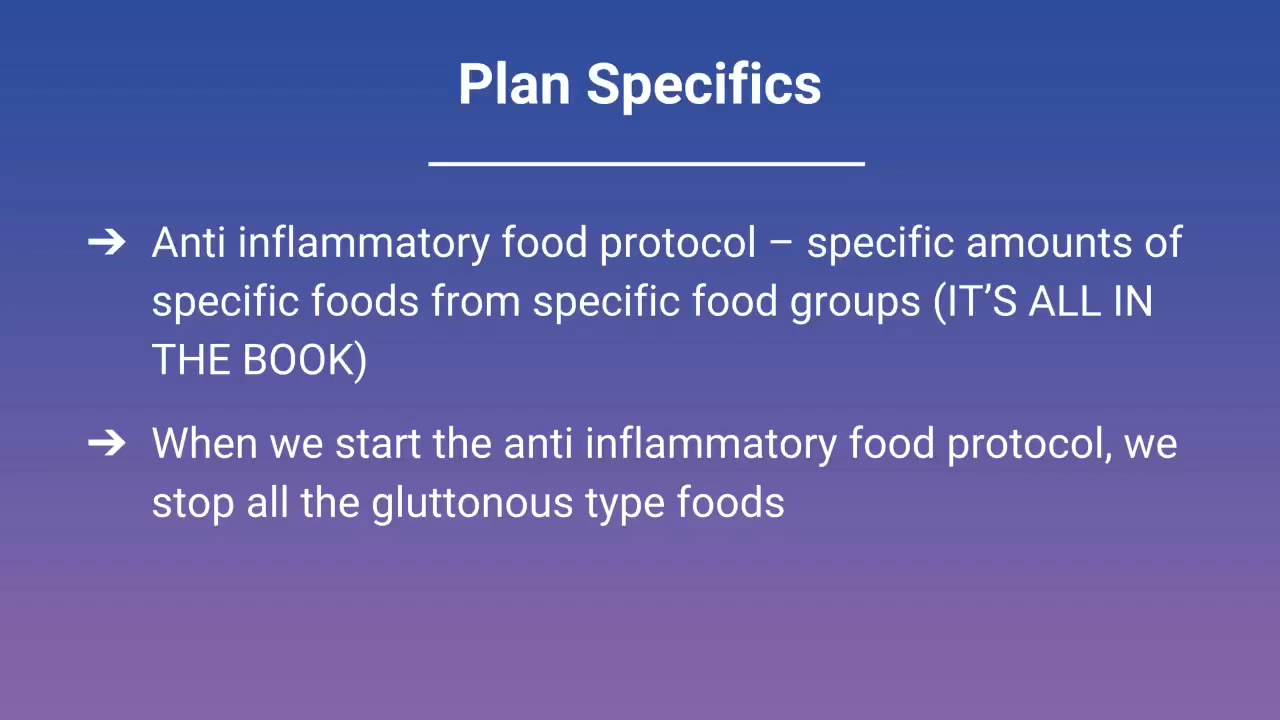 Plan Specifics
➔ Anti inflammatory food protocol – specific amounts of
specific foods from specific food groups (IT’S ALL IN
THE BOOK)
➔ When we start the anti inflammatory food protocol, we
stop all the gluttonous type foods